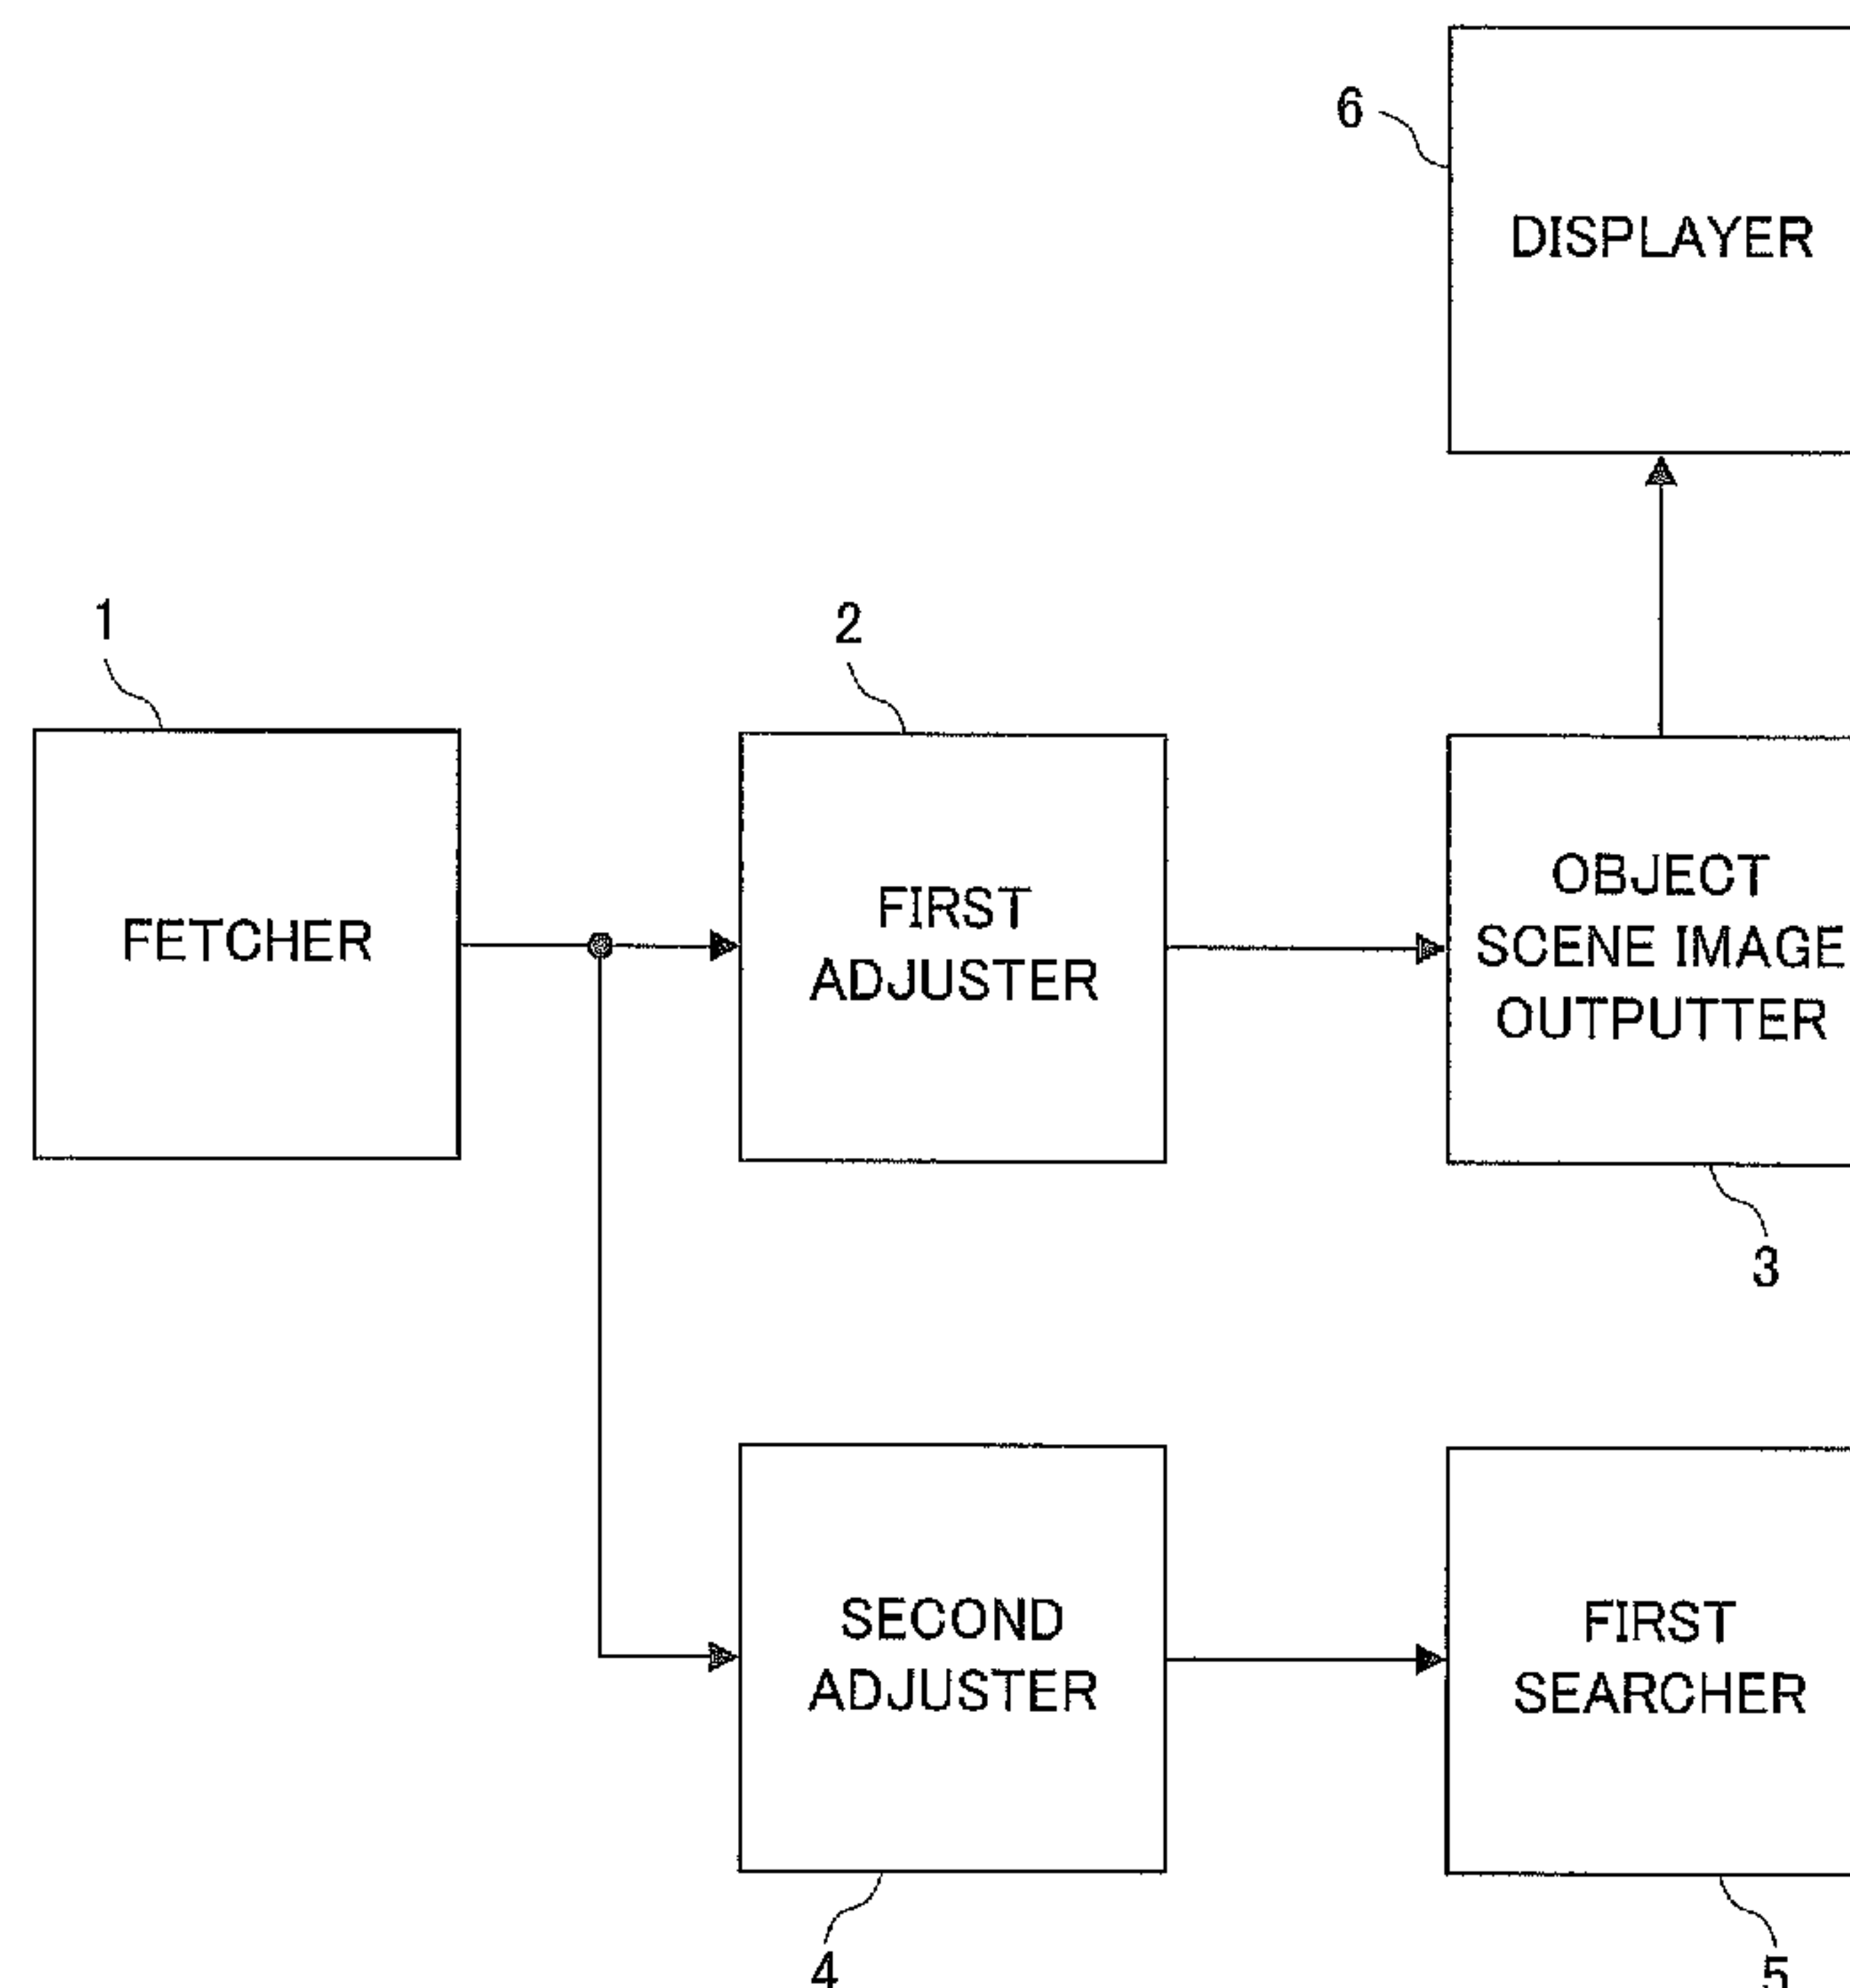 6
DISPLAYER
1
2
FETCHER
FIRST
ADJUSTER
OBJECT
SCENE IMAGE
OUTPUTTER
3
SECOND
ADJUSTER
FIRST
SEARCHER
4
5